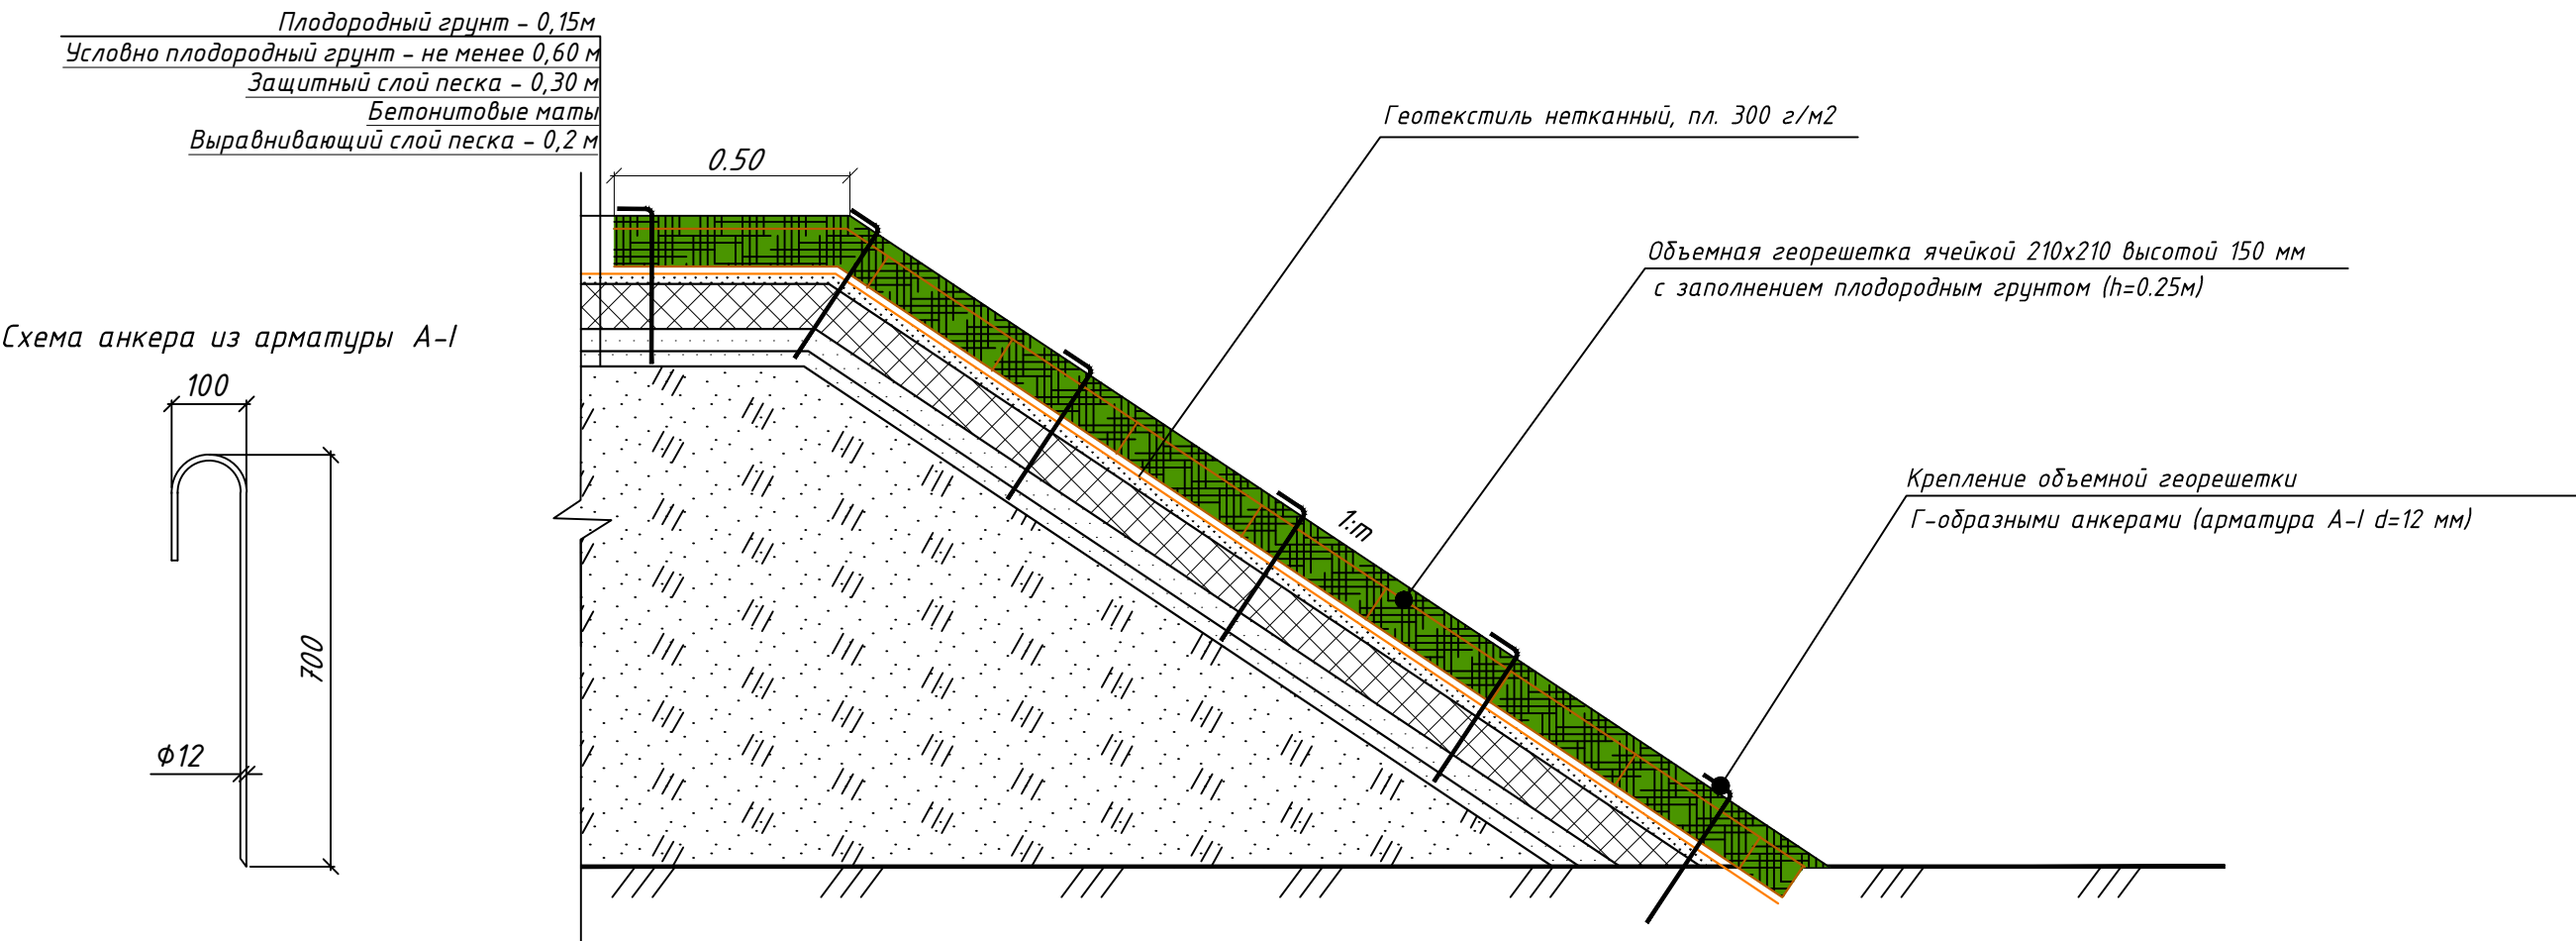 Плодородный грунт - 0,15м
Условно плодородный грунт - не менее 0,60 м
Защитный слой песка - 0,30 м
Бетонитовые маты
Выравнивающий слой песка - 0,2 м
0.50
Геотекстиль нетканный, пл. 300 г/м2
Объемная георешетка ячейкой 210х210 высотой 150 мм
с заполнением плодородным грунтом (h=0.25м)
Схема анкера из арматуры А-I
100
700
Ф12
1:m
Крепление объемной георешетки
Г-образными анкерами (арматура А-I d=12 мм)